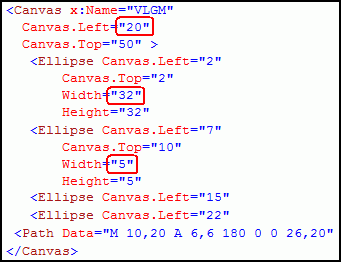 <Canvas x:Name="VLGM"
Canvas.Left="20"
Canvas.Top="50" >
<Ellipse Canvas.Left="2"
Canvas.Top="2"
Width="32"
Height="32"
<Ellipse Canvas.Left="7"
Canvas.Top="10"
Width="5"
Height="5"
<Ellipse Canvas.Left="15"
<Ellipse Canvas.Left="22"
<Path Data="M 10,20 A 6,6 180 0 0 26,20"
</Canvas>